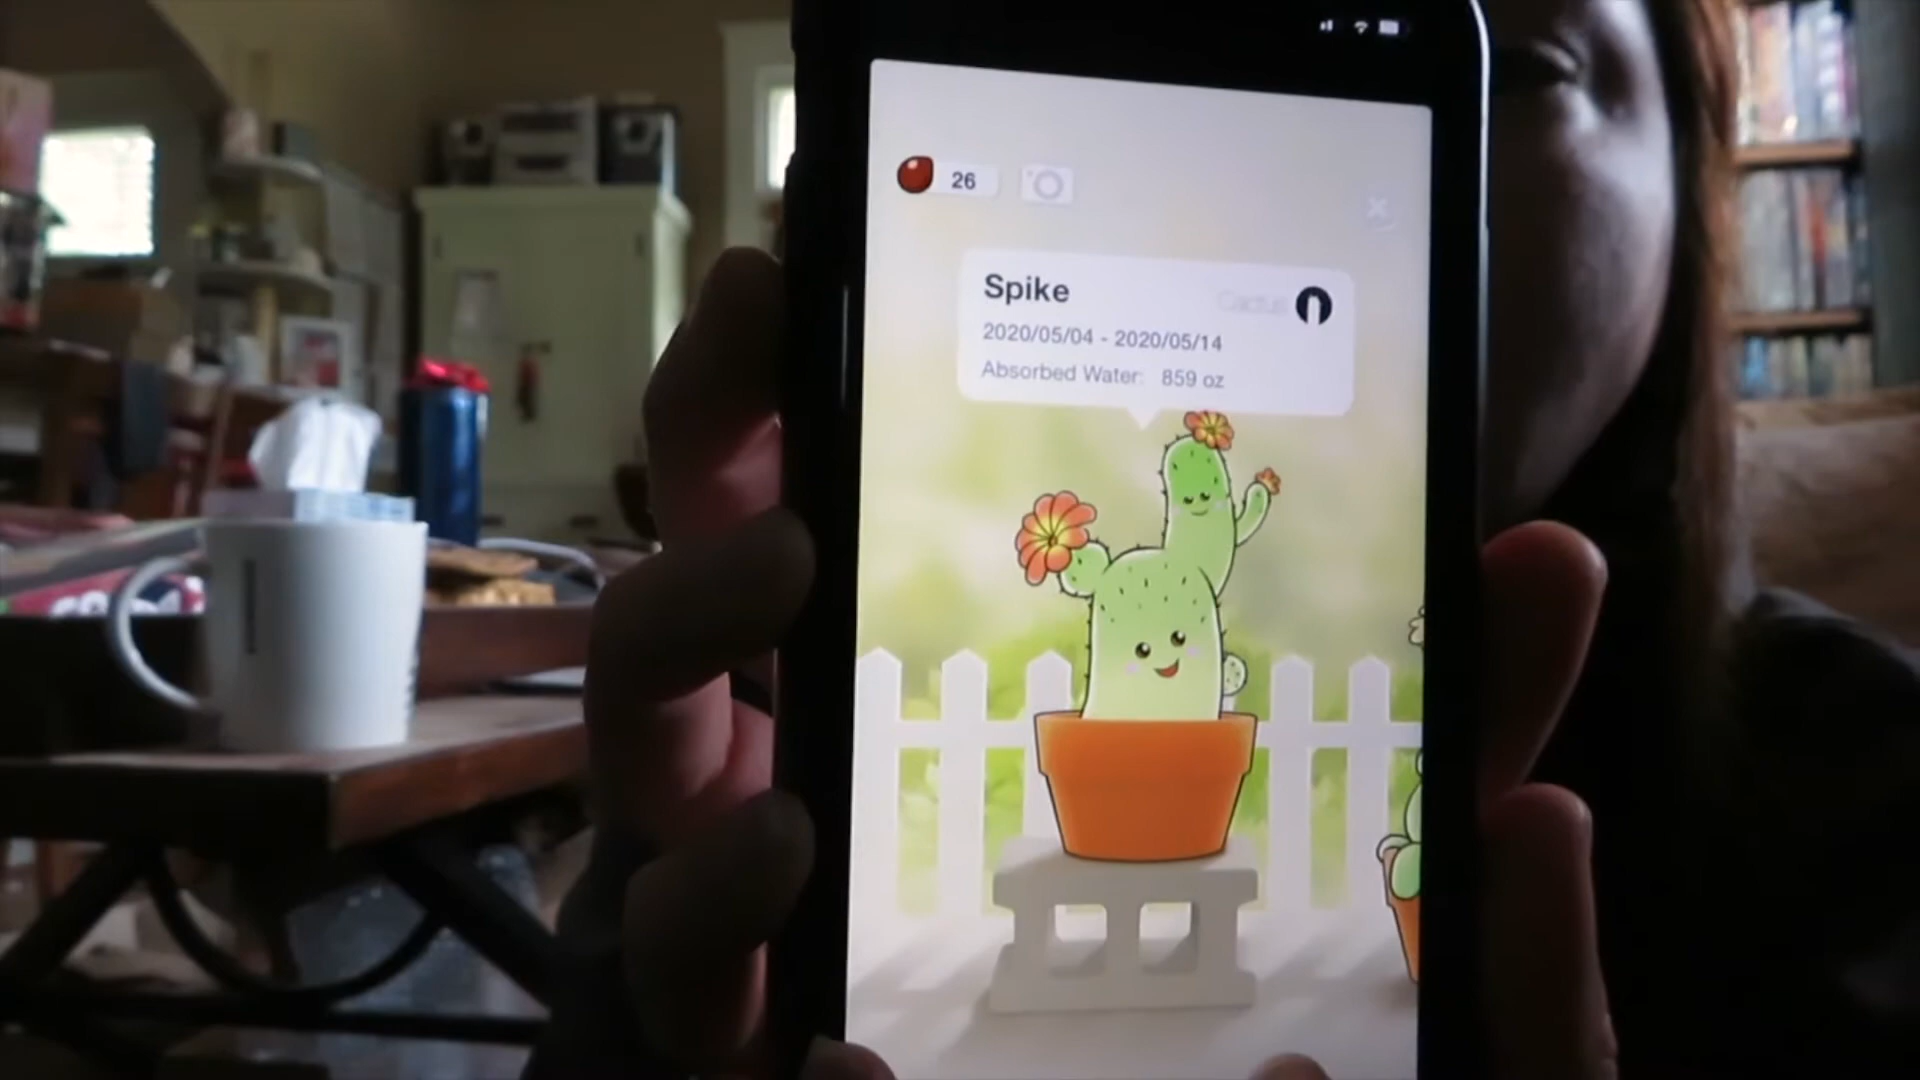 26
Spike
Cactus
2020/05/04 - 2020/05/14
Absorbed Water: 859 oz